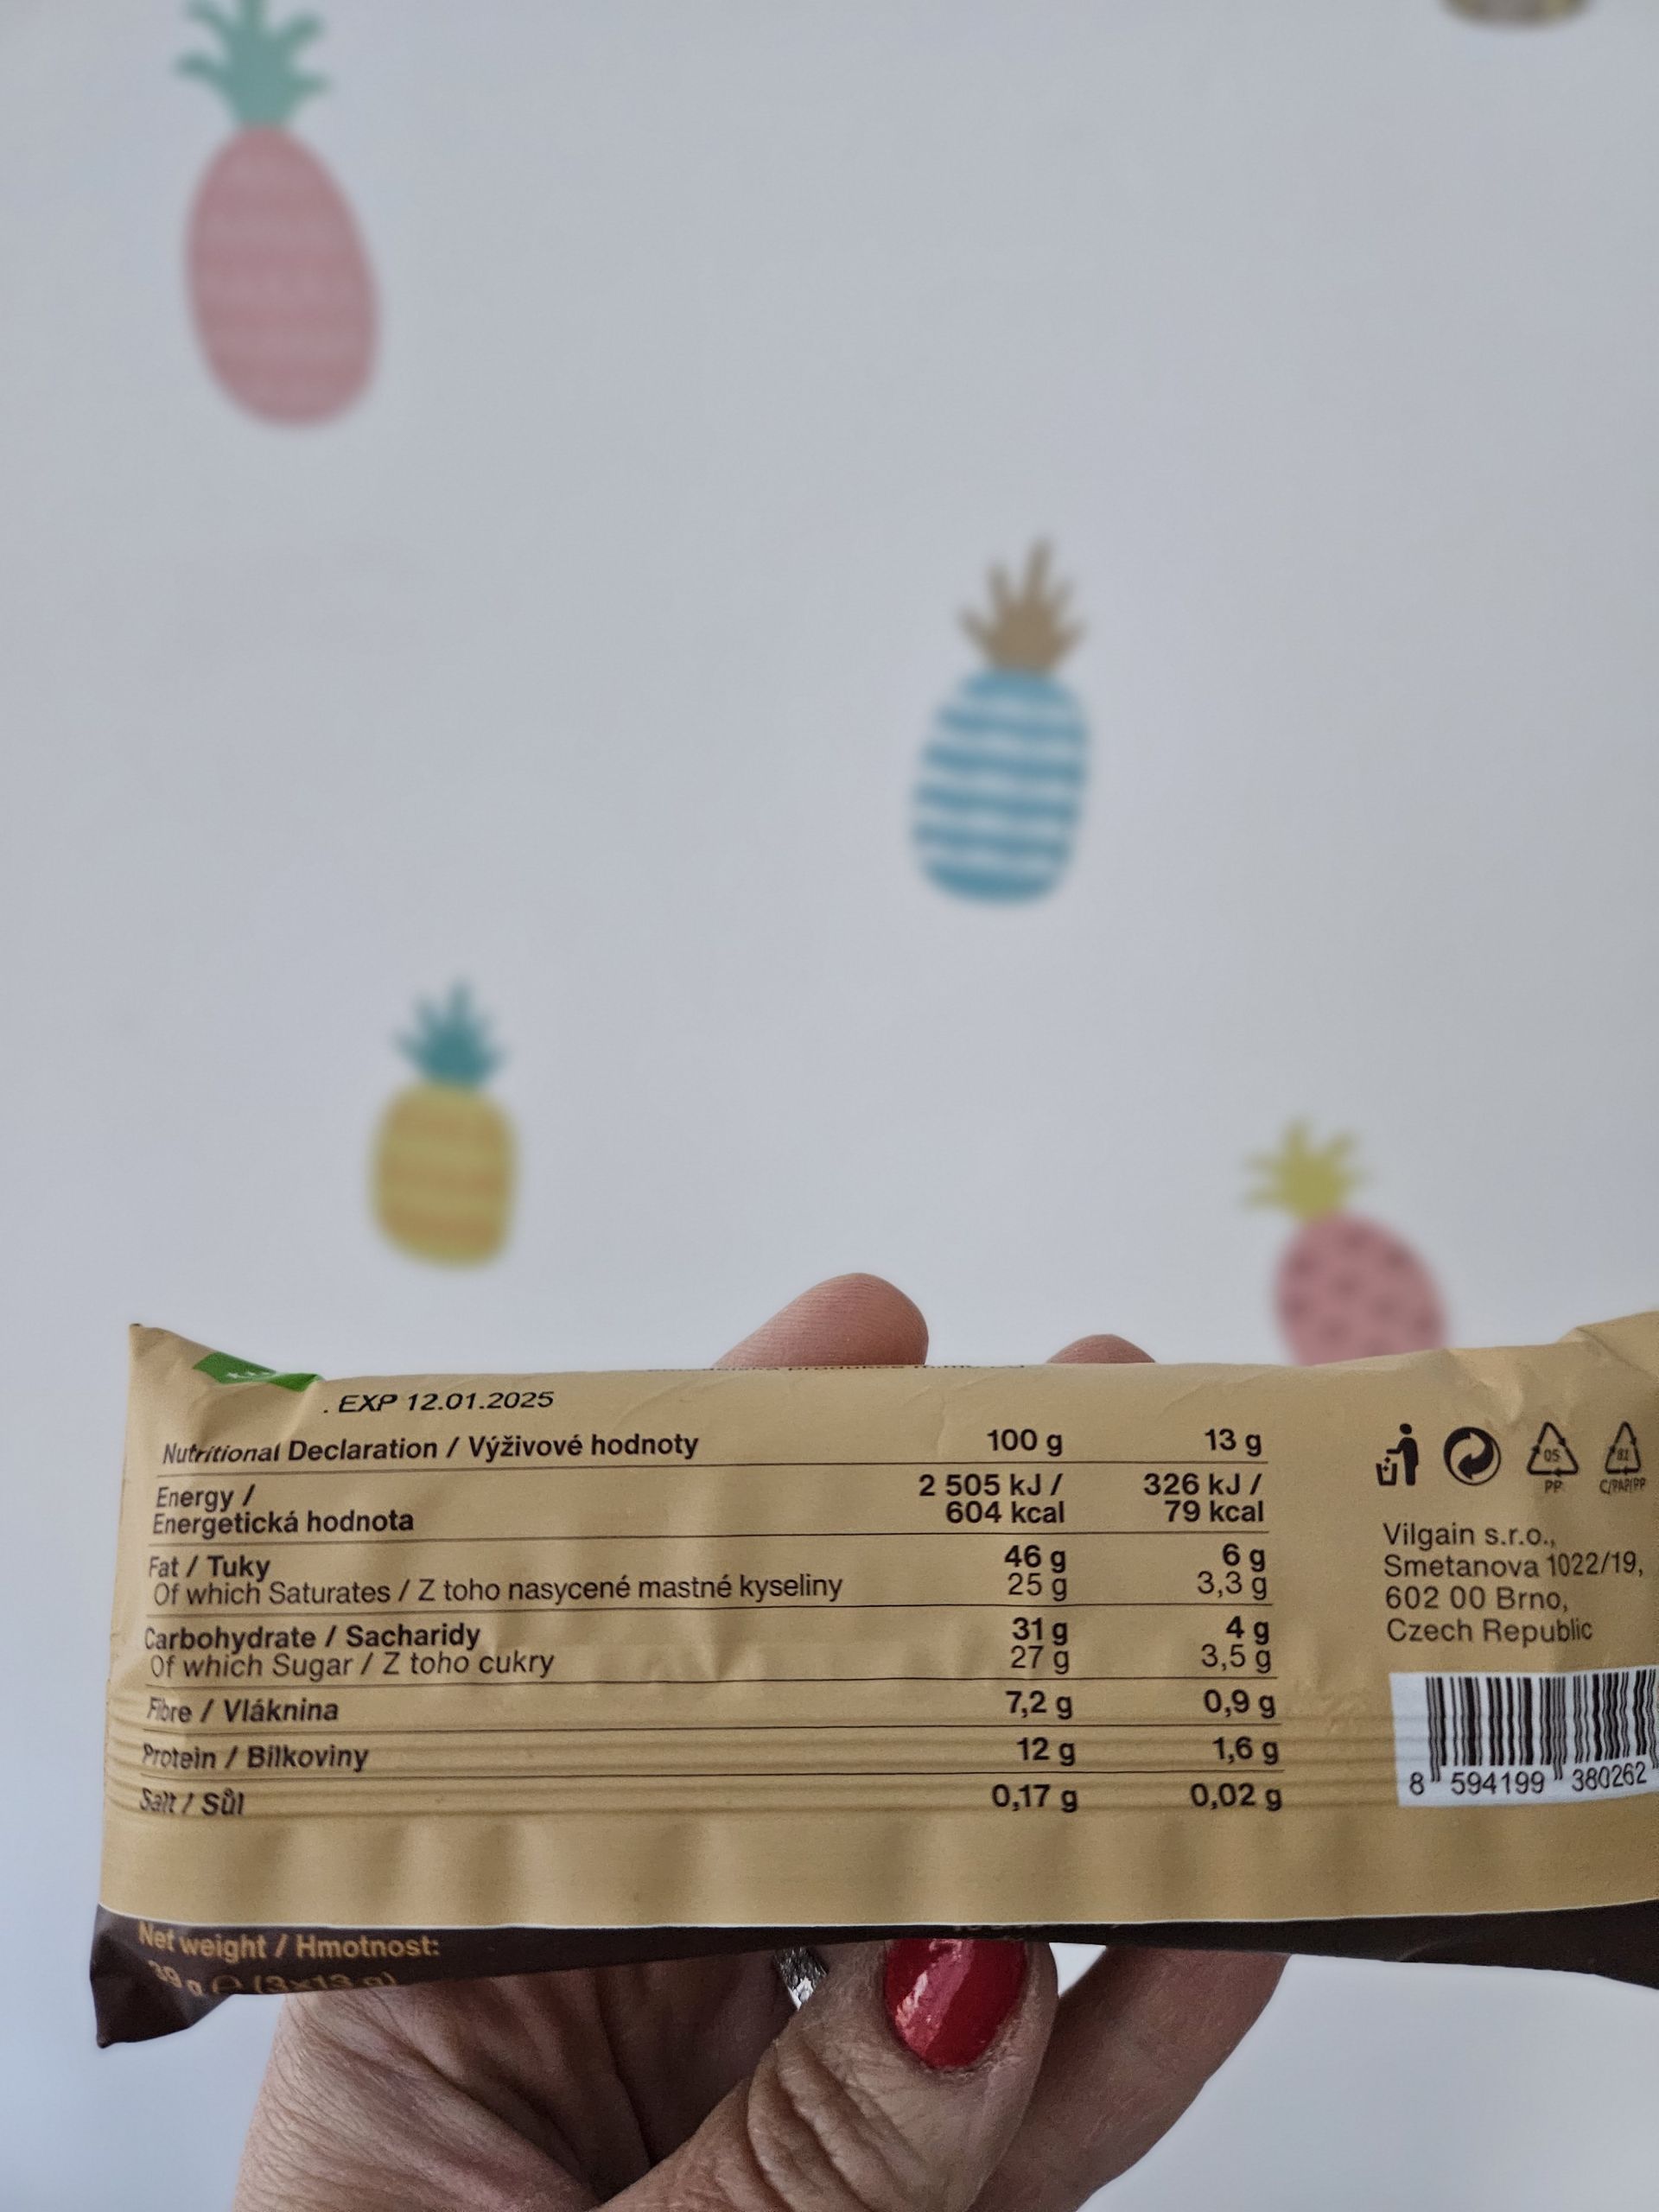 . EXP 12.01.2025
Nutritional Declaration / Výživové hodnoty 100 g 13 g
Energy / 2 505 kJ / 326 kJ /
Energetická hodnota 604 kcal 79 kcal
Fat / Tuky 46 g 6 g
Of which Saturates / Z toho nasycené mastné kyseliny 25 g 3,3 g
Carbohydrate / Sacharidy 31 g 4 g
Of which Sugar / Z toho cukry 27 g 3,5 g
Fibre / Vláknina 7,2 g 0,9 g
Protein / Bílkoviny 12 g 1,6 g
Salt / Sůl 0,17 g 0,02 g
05 PP
C/PAP/PP
Vilgain s.r.o.,
Smetanova 1022/19,
602 00 Brno,
Czech Republic
8 594199 380262
Net weight / Hmotnost:
39 g ℮ (3x13 g)